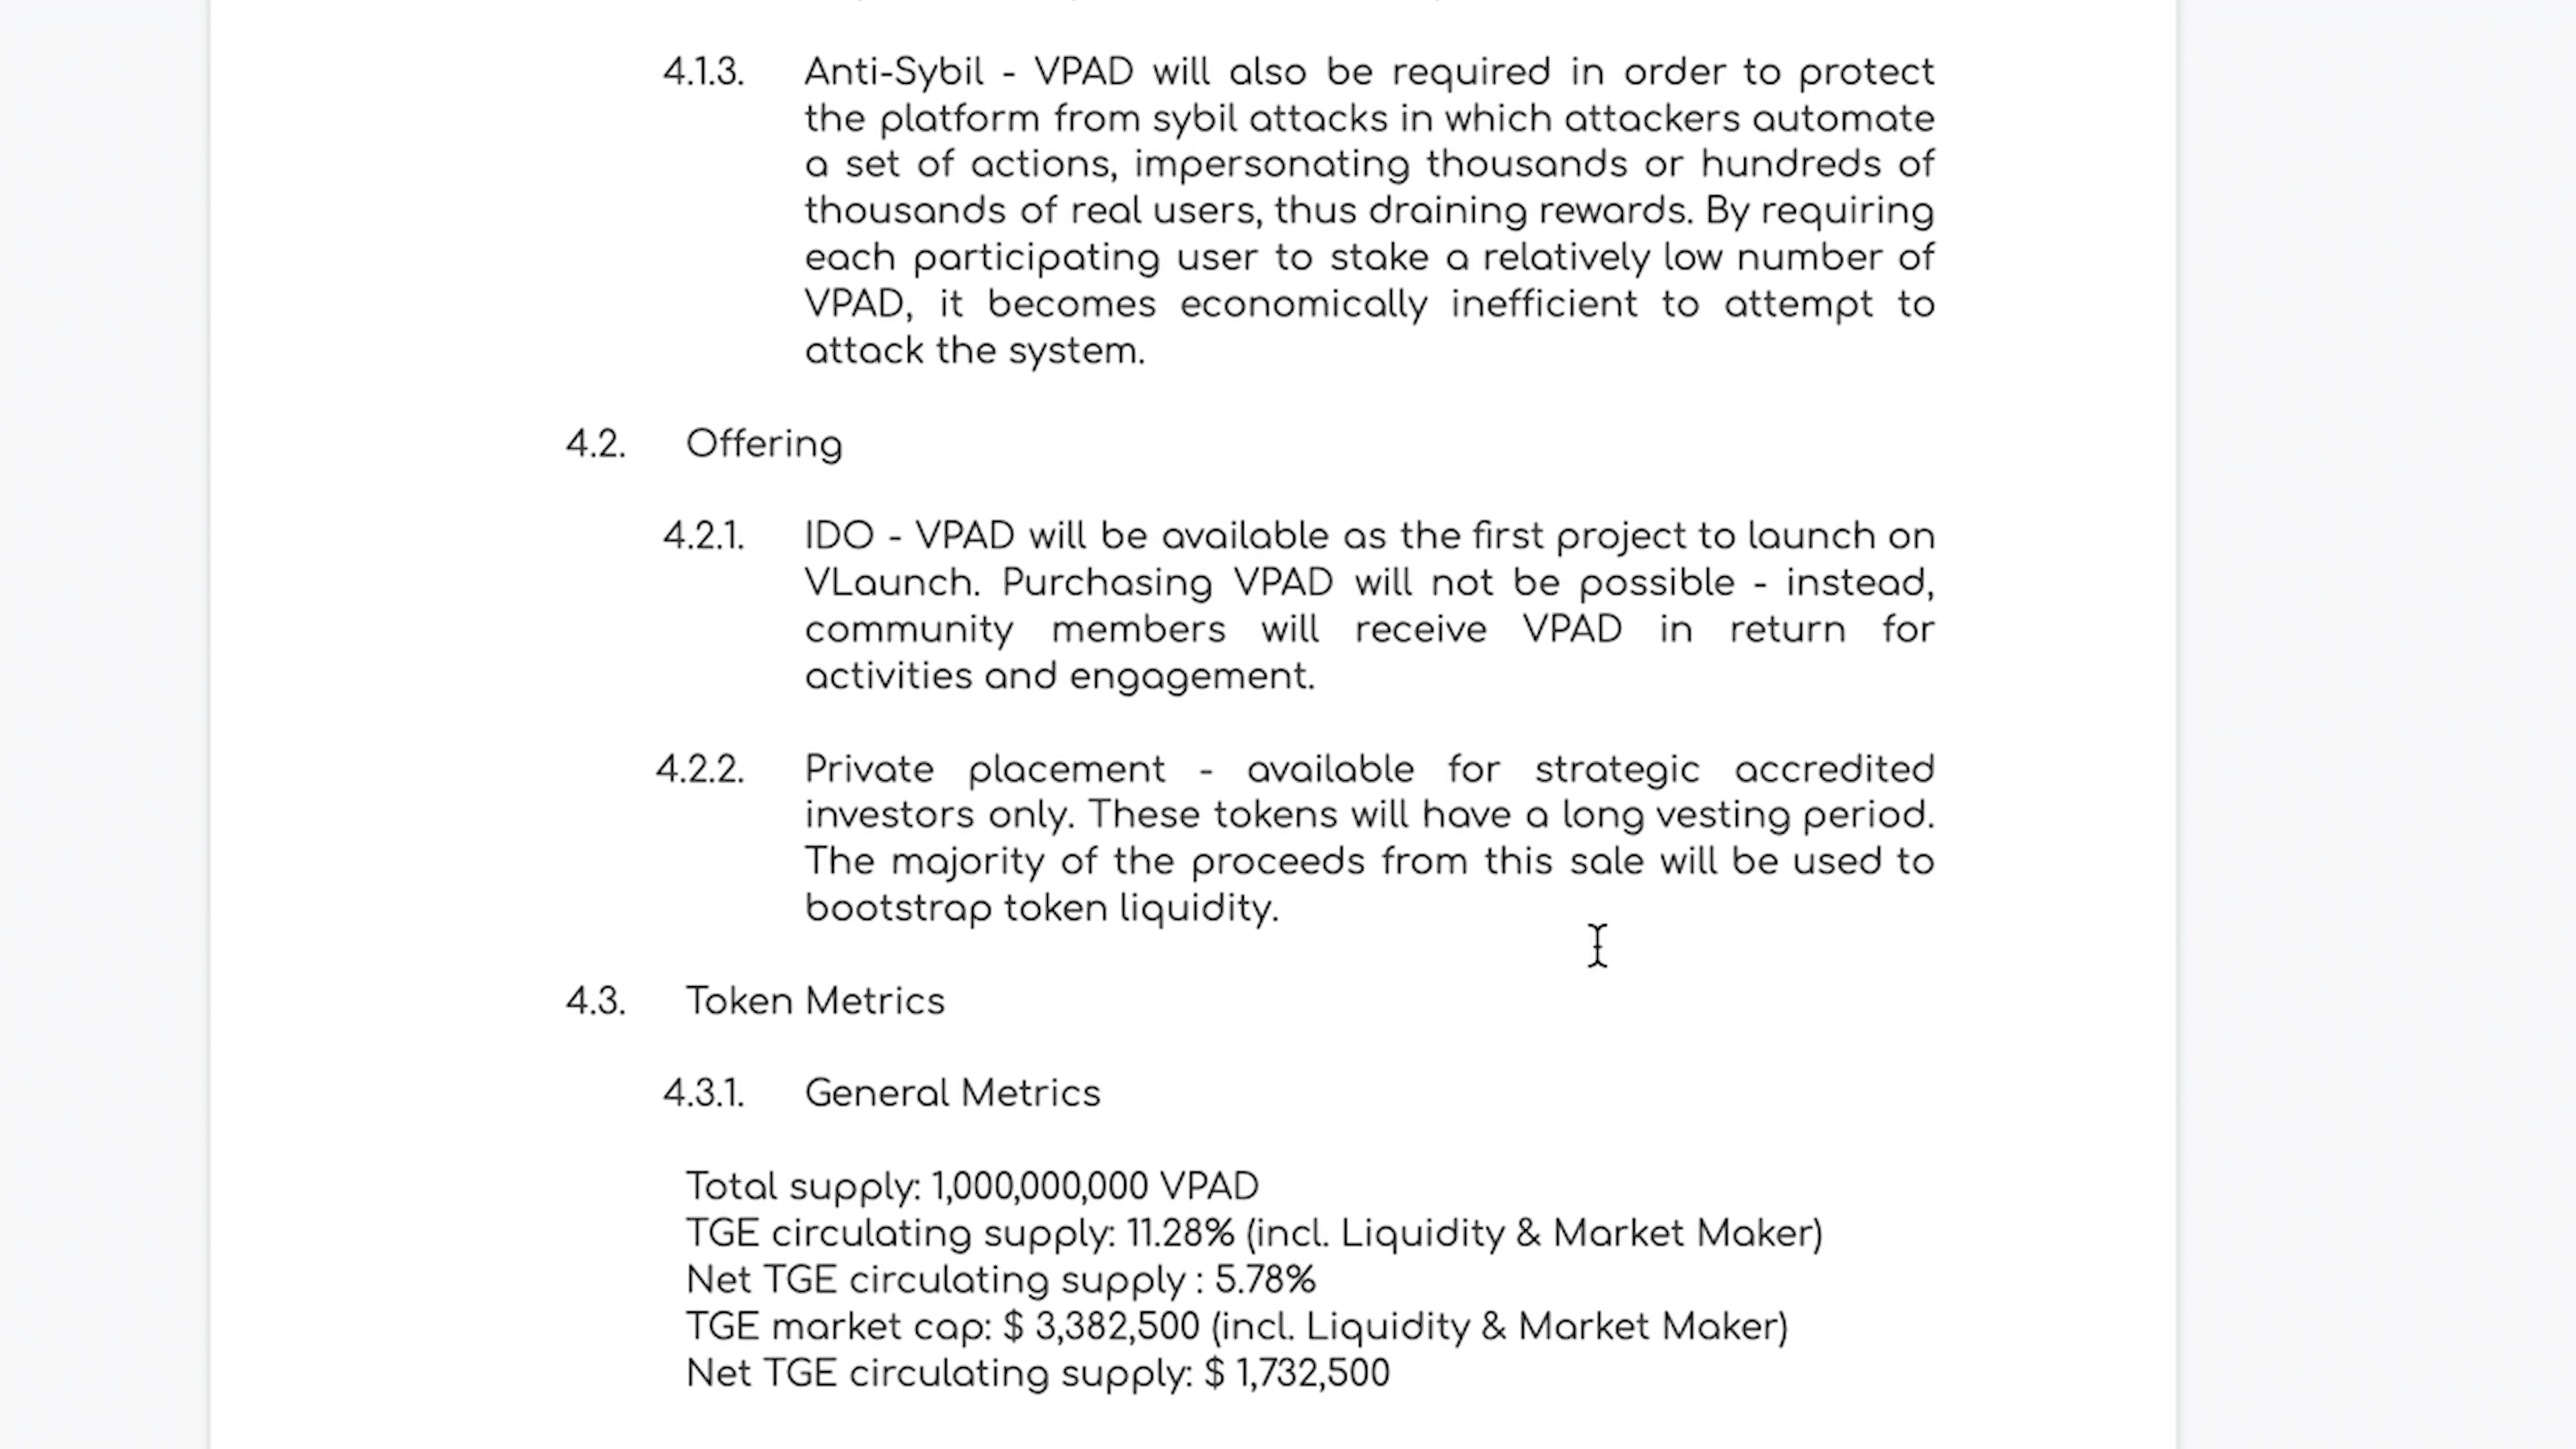 4.1.3. Anti-Sybil - VPAD will also be required in order to protect
the platform from sybil attacks in which attackers automate
a set of actions, impersonating thousands or hundreds of
thousands of real users, thus draining rewards. By requiring
each participating user to stake a relatively low number of
VPAD, it becomes economically inefficient to attempt to
attack the system.
4.2. Offering
4.2.1. IDO - VPAD will be available as the first project to launch on
VLaunch. Purchasing VPAD will not be possible - instead,
community members will receive VPAD in return for
activities and engagement.
4.2.2. Private placement - available for strategic accredited
investors only. These tokens will have a long vesting period.
The majority of the proceeds from this sale will be used to
bootstrap token liquidity.
4.3. Token Metrics
4.3.1. General Metrics
Total supply: 1,000,000,000 VPAD
TGE circulating supply: 11.28% (incl. Liquidity & Market Maker)
Net TGE circulating supply : 5.78%
TGE market cap: $ 3,382,500 (incl. Liquidity & Market Maker)
Net TGE circulating supply: $ 1,732,500